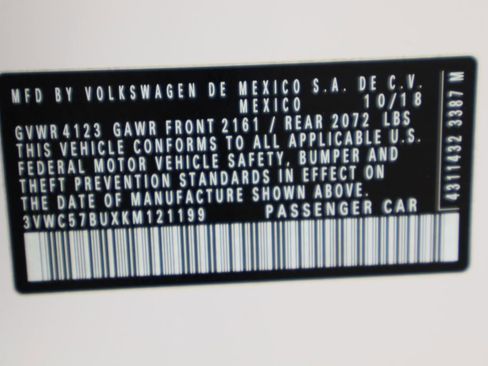 MFD BY VOLKSWAGEN DE MEXICO S.A. DE C.V.
MEXICO 10/18
GVWR 4123 GAWR FRONT 2161 / REAR 2072 LBS
THIS VEHICLE CONFORMS TO ALL APPLICABLE U.S.
FEDERAL MOTOR VEHICLE SAFETY, BUMPER AND
THEFT PREVENTION STANDARDS IN EFFECT ON
THE DATE OF MANUFACTURE SHOWN ABOVE.
3VWC57BUXKM121199 PASSENGER CAR
4311432 3387 M